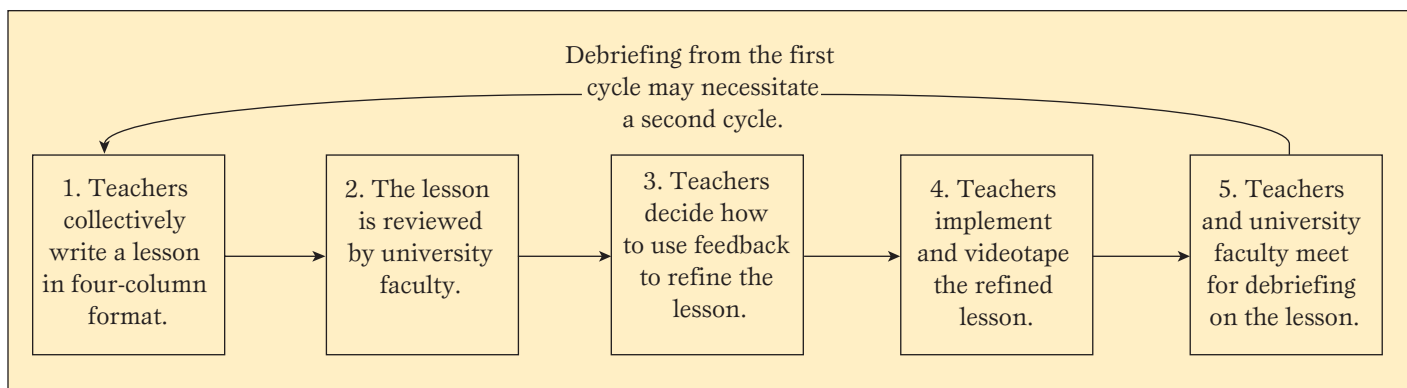 Debriefing from the first
cycle may necessitate
a second cycle.
1. Teachers
collectively
write a lesson
in four-column
format.
2. The lesson
is reviewed
by university
faculty.
3. Teachers
decide how
to use feedback
to refine the
lesson.
4. Teachers
implement
and videotape
the refined
lesson.
5. Teachers
and university
faculty meet
for debriefing
on the lesson.